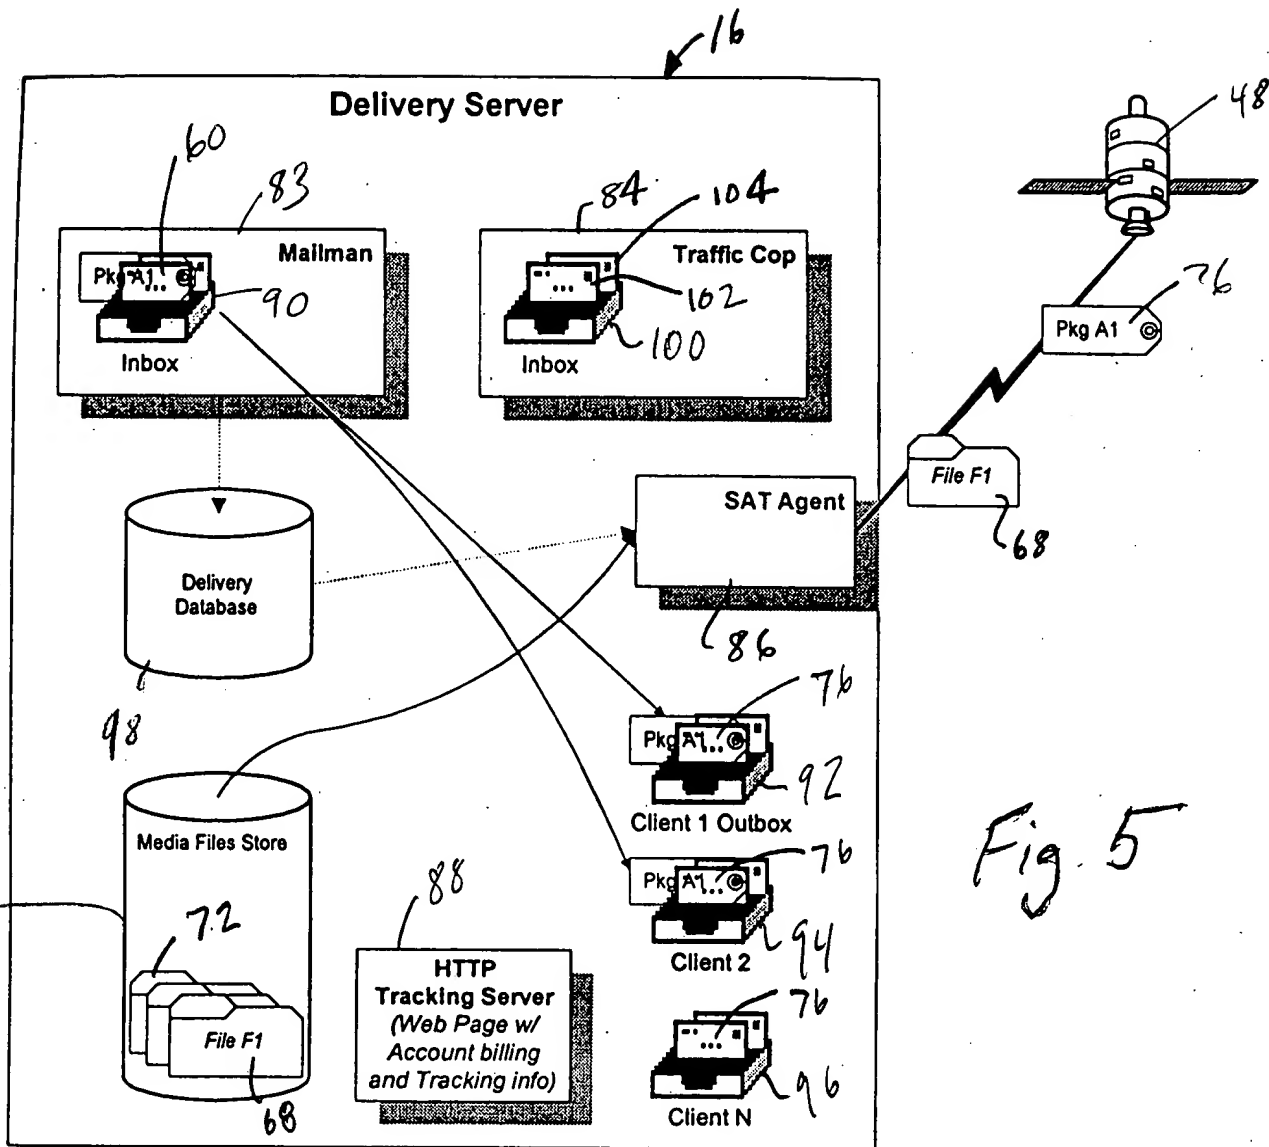 16
Delivery Server
48
60
83
84
104
Mailman
Pkg A1
90
Inbox
Traffic Cop
102
100
Inbox
76
Pkg A1
File F1
68
SAT Agent
86
Delivery
Database
98
76
Pkg A1
92
Client 1 Outbox
76
Pkg A1
94
Client 2
76
96
Client N
Media Files Store
72
File F1
68
88
HTTP
Tracking Server
(Web Page w/
Account billing
and Tracking info)
Fig. 5